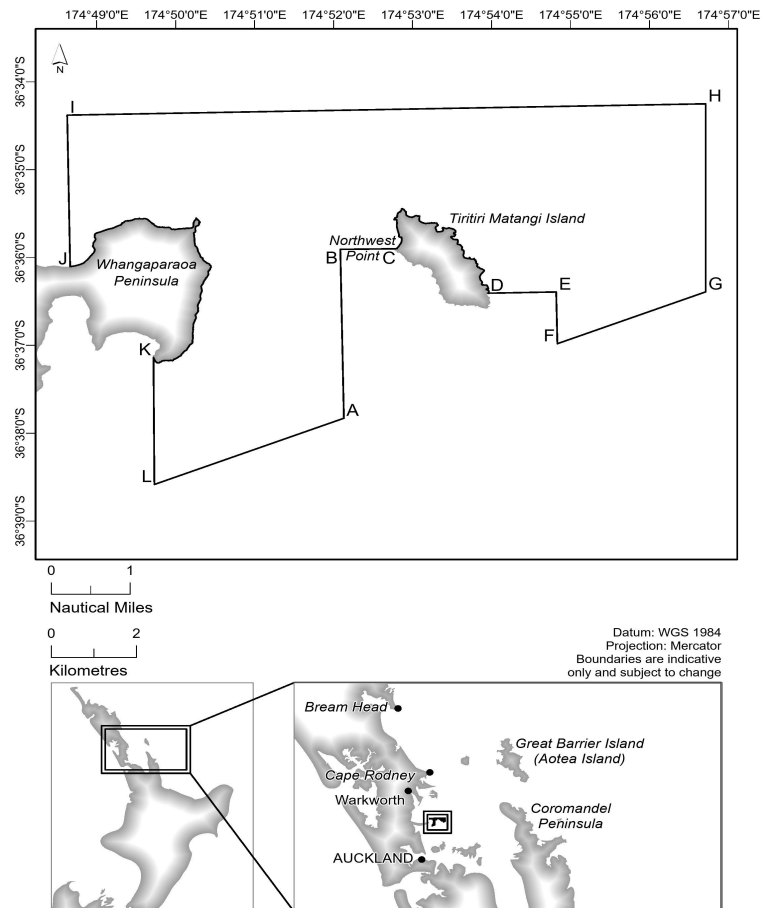 174°49'0"E 174°50'0"E 174°51'0"E 174°52'0"E 174°53'0"E 174°54'0"E 174°55'0"E 174°56'0"E 174°57'0"E
36°34'0"S
36°35'0"S
36°36'0"S
36°37'0"S
36°38'0"S
36°39'0"S
N
I
H
Tiritiri Matangi Island
Northwest
Point
J
Whangaparaoa
Peninsula
B
C
D
E
G
F
K
A
L
0 1
Nautical Miles
0 2
Kilometres
Datum: WGS 1984
Projection: Mercator
Boundaries are indicative
only and subject to change
Bream Head
Great Barrier Island
(Aotea Island)
Cape Rodney
Warkworth
Coromandel
Peninsula
AUCKLAND